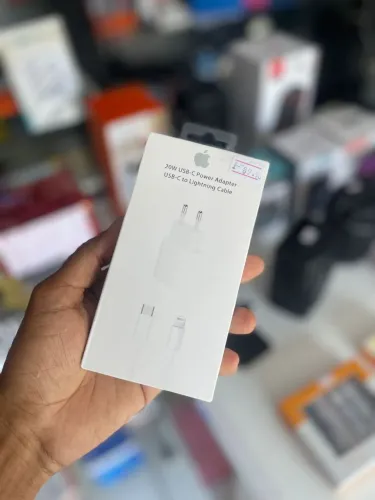 20W USB-C Power Adapter
USB-C to Lightning Cable